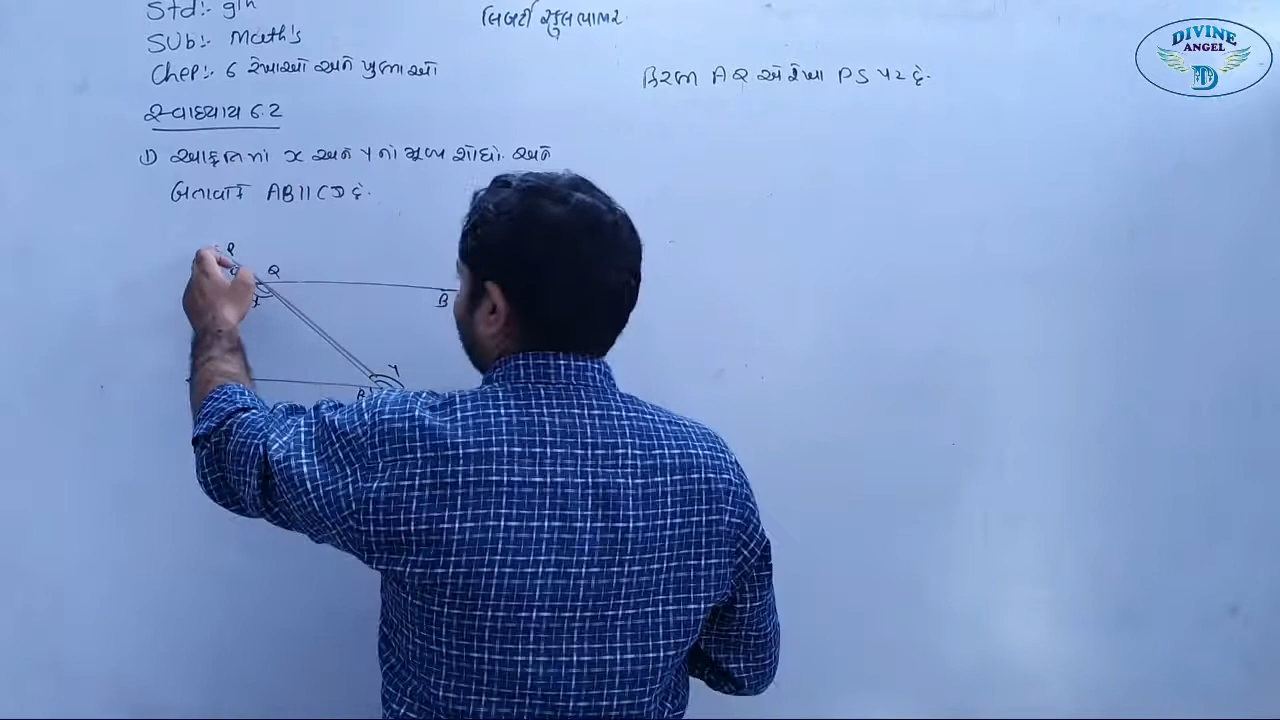 Std:- 9th
લિબર્ટી સ્કુલ ભાભર
SUb:- Math's
Chep:- 6 રેખાઓ અને ખુણાઓ
કિરણ AQ એ રેખા PS પર છે.
સ્વાધ્યાય 6.2
1) આકૃતિમાં x અને y નાં મૂલ્ય શોધો. અને
બતાવો કે AB II CD છે.
P
Q
x
B
y
R
DIVINE
ANGEL
D